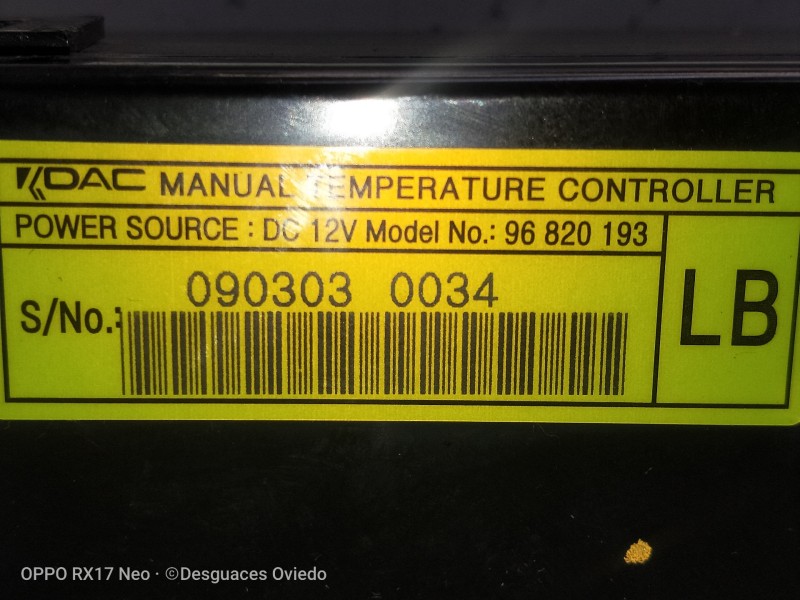 KDAC MANUAL TEMPERATURE CONTROLLER
POWER SOURCE : DC 12V Model No.: 96 820 193
S/No.: 090303 0034
LB
OPPO RX17 Neo · ©Desguaces Oviedo